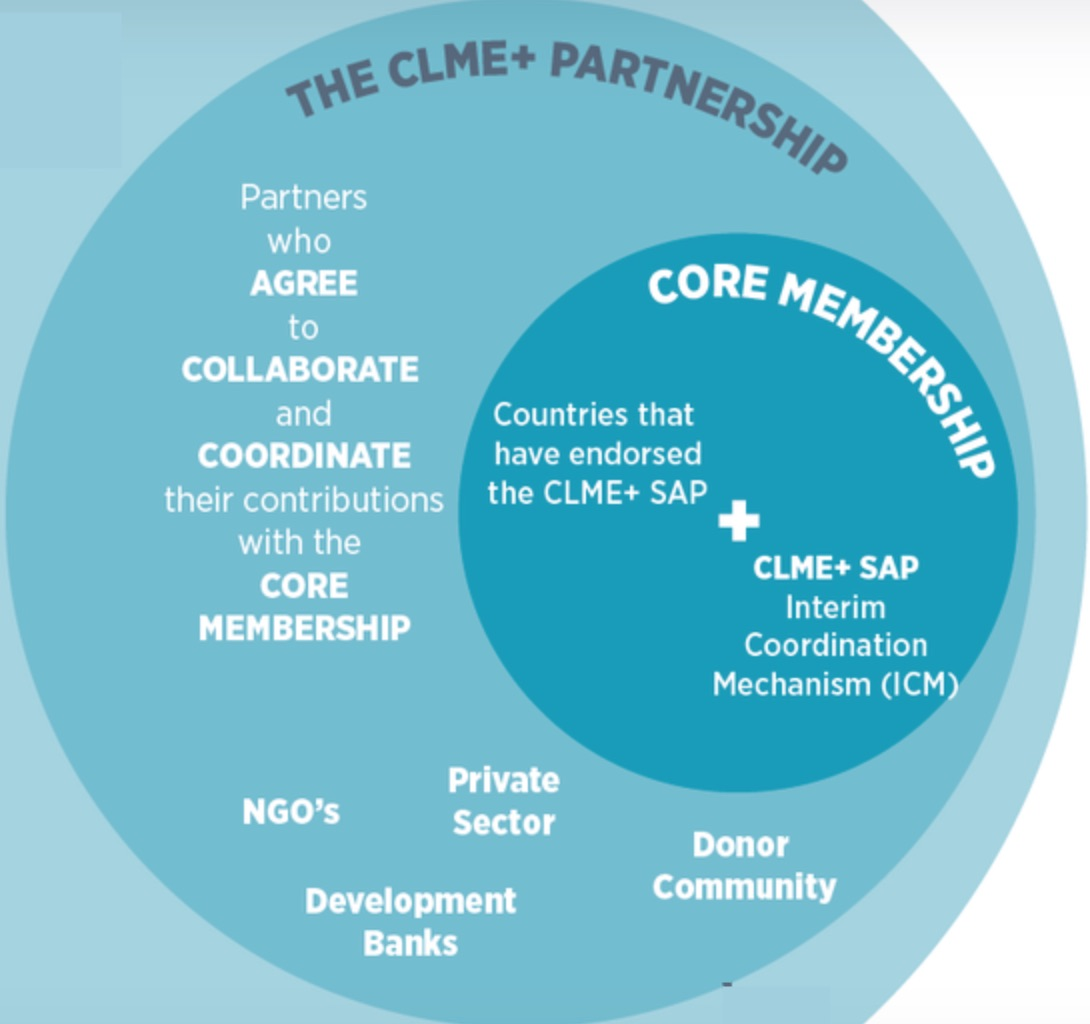 THE CLME+ PARTNERSHIP
Partners
who
AGREE
to
COLLABORATE
and
COORDINATE
their contributions
with the
CORE
MEMBERSHIP
CORE MEMBERSHIP
Countries that
have endorsed
the CLME+ SAP
+
CLME+ SAP
Interim
Coordination
Mechanism (ICM)
NGO’s
Private
Sector
Donor
Community
Development
Banks